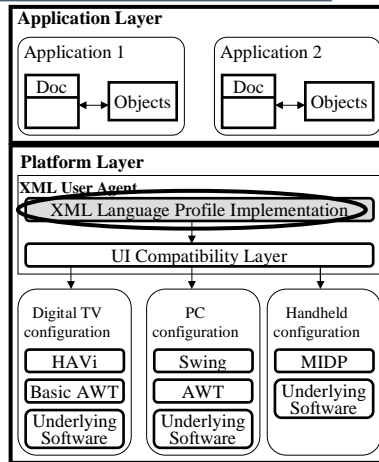 Application Layer
Application 1
Doc
Objects
Application 2
Doc
Objects
Platform Layer
XML User Agent
XML Language Profile Implementation
UI Compatibility Layer
Digital TV
configuration
HAVi
Basic AWT
Underlying
Software
PC
configuration
Swing
AWT
Underlying
Software
Handheld
configuration
MIDP
Underlying
Software